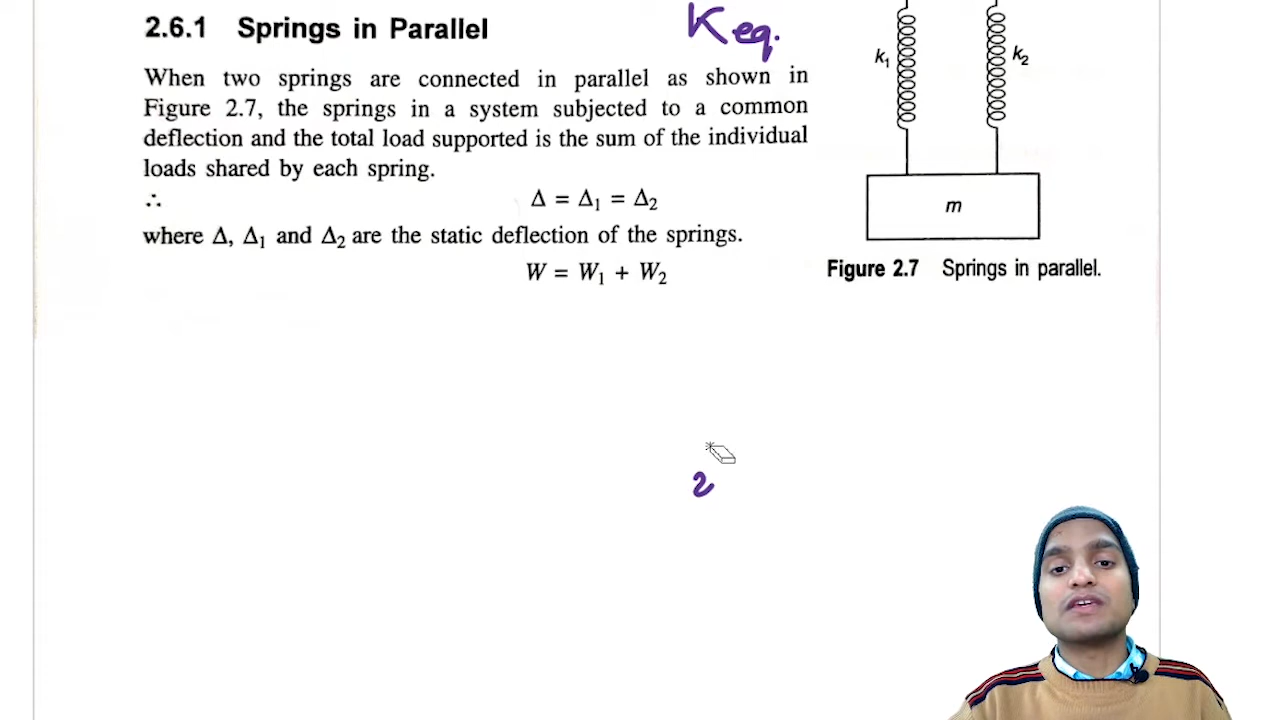 2.6.1 Springs in Parallel
K eq.
When two springs are connected in parallel as shown in
Figure 2.7, the springs in a system subjected to a common
deflection and the total load supported is the sum of the individual
loads shared by each spring.
∴ Δ = Δ₁ = Δ₂
where Δ, Δ₁ and Δ₂ are the static deflection of the springs.
W = W₁ + W₂
k₁
k₂
m
Figure 2.7 Springs in parallel.
2